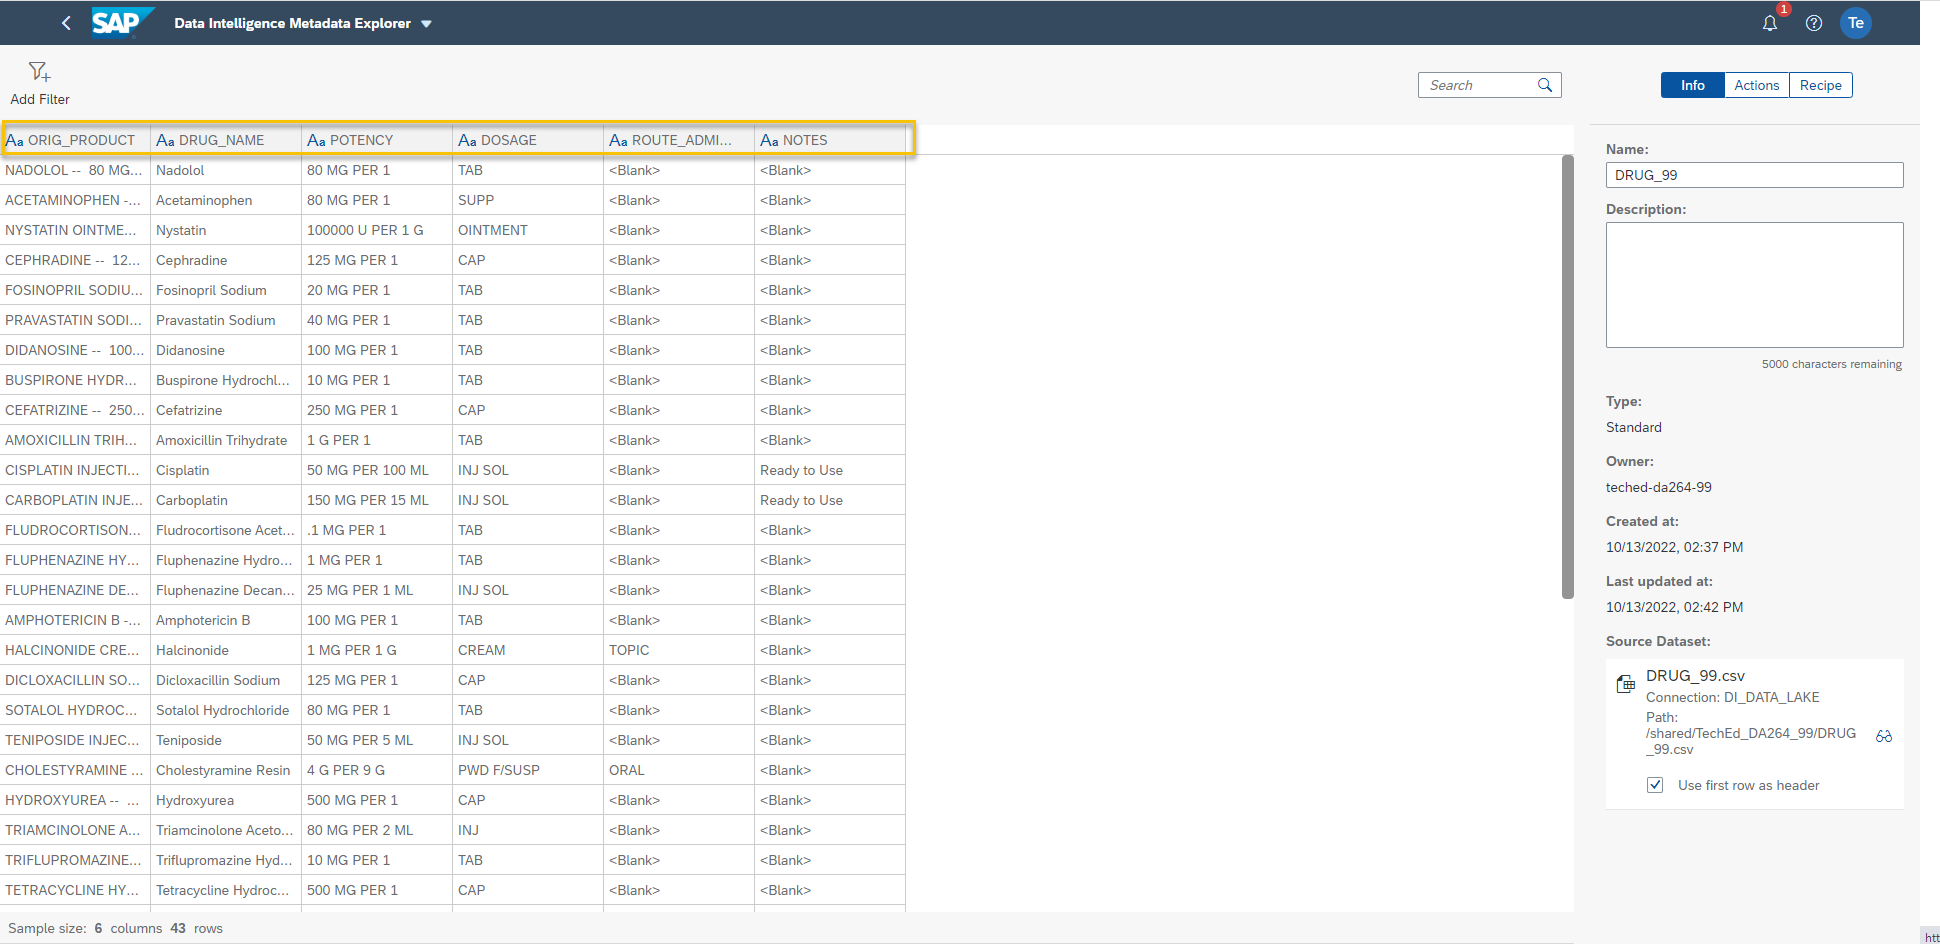 SAP Data Intelligence Metadata Explorer 1 Te
Add Filter Search Info Actions Recipe
Aa ORIG_PRODUCT Aa DRUG_NAME Aa POTENCY Aa DOSAGE Aa ROUTE_ADMI... Aa NOTES
NADOLOL -- 80 MG... Nadolol 80 MG PER 1 TAB <Blank> <Blank>
ACETAMINOPHEN -... Acetaminophen 80 MG PER 1 SUPP <Blank> <Blank>
NYSTATIN OINTME... Nystatin 100000 U PER 1 G OINTMENT <Blank> <Blank>
CEPHRADINE -- 12... Cephradine 125 MG PER 1 CAP <Blank> <Blank>
FOSINOPRIL SODIU... Fosinopril Sodium 20 MG PER 1 TAB <Blank> <Blank>
PRAVASTATIN SODI... Pravastatin Sodium 40 MG PER 1 TAB <Blank> <Blank>
DIDANOSINE -- 100... Didanosine 100 MG PER 1 TAB <Blank> <Blank>
BUSPIRONE HYDR... Buspirone Hydrochl... 10 MG PER 1 TAB <Blank> <Blank>
CEFATRIZINE -- 250... Cefatrizine 250 MG PER 1 CAP <Blank> <Blank>
AMOXICILLIN TRIH... Amoxicillin Trihydrate 1 G PER 1 TAB <Blank> <Blank>
CISPLATIN INJECTI... Cisplatin 50 MG PER 100 ML INJ SOL <Blank> Ready to Use
CARBOPLATIN INJE... Carboplatin 150 MG PER 15 ML INJ SOL <Blank> Ready to Use
FLUDROCORTISON... Fludrocortisone Acet... .1 MG PER 1 TAB <Blank> <Blank>
FLUPHENAZINE HY... Fluphenazine Hydro... 1 MG PER 1 TAB <Blank> <Blank>
FLUPHENAZINE DE... Fluphenazine Decan... 25 MG PER 1 ML INJ SOL <Blank> <Blank>
AMPHOTERICIN B -... Amphotericin B 100 MG PER 1 TAB <Blank> <Blank>
HALCINONIDE CRE... Halcinonide 1 MG PER 1 G CREAM TOPIC <Blank>
DICLOXACILLIN SO... Dicloxacillin Sodium 125 MG PER 1 CAP <Blank> <Blank>
SOTALOL HYDROC... Sotalol Hydrochloride 80 MG PER 1 TAB <Blank> <Blank>
TENIPOSIDE INJEC... Teniposide 50 MG PER 5 ML INJ SOL <Blank> <Blank>
CHOLESTYRAMINE ... Cholestyramine Resin 4 G PER 9 G PWD F/SUSP ORAL <Blank>
HYDROXYUREA -- ... Hydroxyurea 500 MG PER 1 CAP <Blank> <Blank>
TRIAMCINOLONE A... Triamcinolone Aceto... 80 MG PER 2 ML INJ <Blank> <Blank>
TRIFLUPROMAZINE... Triflupromazine Hyd... 10 MG PER 1 TAB <Blank> <Blank>
TETRACYCLINE HY... Tetracycline Hydroc... 500 MG PER 1 CAP <Blank> <Blank>
Sample size: 6 columns 43 rows
Name:
DRUG_99
Description:
5000 characters remaining
Type:
Standard
Owner:
teched-da264-99
Created at:
10/13/2022, 02:37 PM
Last updated at:
10/13/2022, 02:42 PM
Source Dataset:
DRUG_99.csv
Connection: DI_DATA_LAKE
Path:
/shared/TechEd_DA264_99/DRUG
_99.csv
Use first row as header
htt